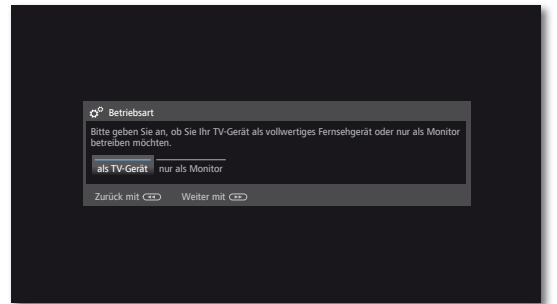 Betriebsart
Bitte geben Sie an, ob Sie Ihr TV-Gerät als vollwertiges Fernsehgerät oder nur als Monitor
betreiben möchten.
als TV-Gerät nur als Monitor
Zurück mit Weiter mit